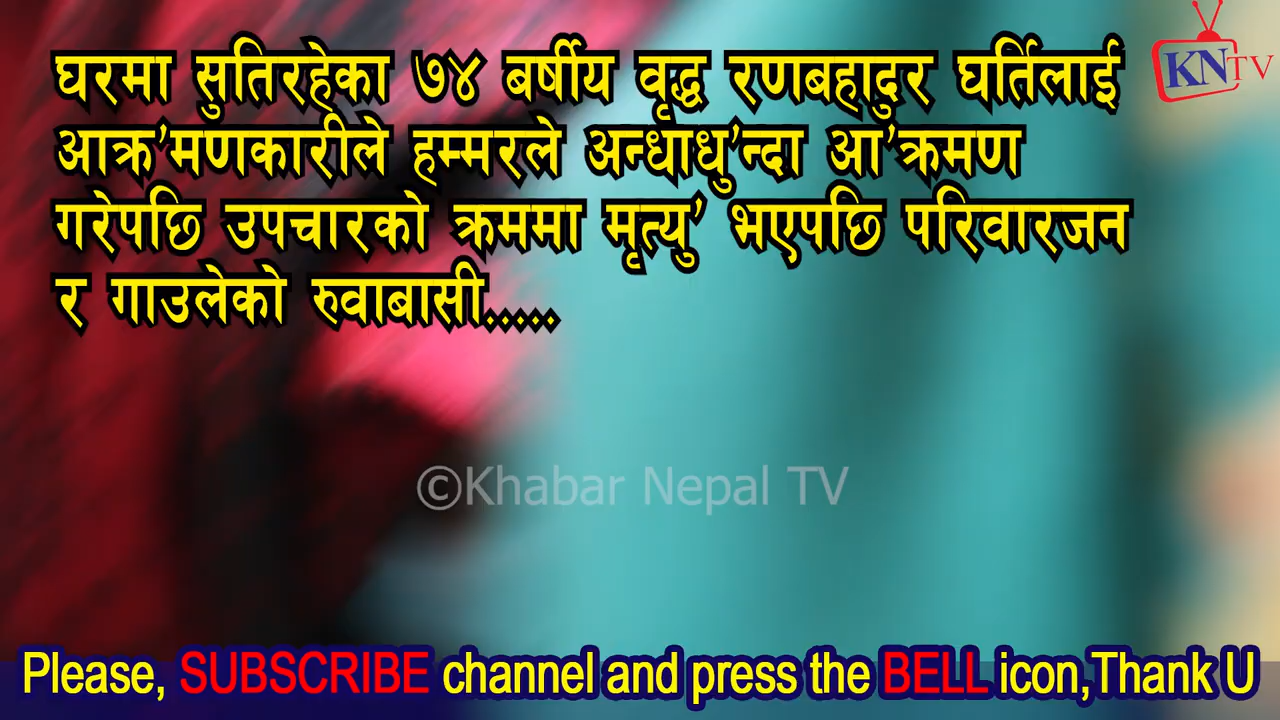 घरमा सुतिरहेका ७४ बर्षीय वृद्ध रणबहादुर घर्तिलाई
आक्र'मणकारीले हम्मरले अन्धाधु'न्दा आ'क्रमण
गरेपछि उपचारको क्रममा मृत्यु' भएपछि परिवारजन
र गाउलेको रुवाबासी.....
KNTV
©Khabar Nepal TV
Please, SUBSCRIBE channel and press the BELL icon,Thank U